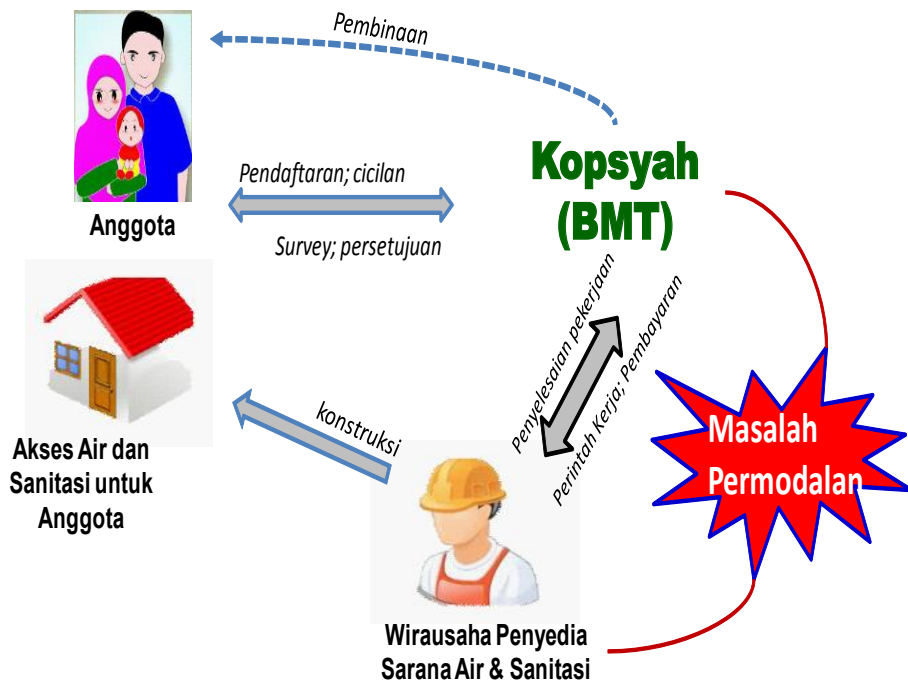 Pembinaan
Kopsyah
(BMT)
Pendaftaran; cicilan
Anggota
Survey; persetujuan
Penyelesaian pekerjaan
Perintah Kerja; Pembayaran
Masalah
Permodalan
konstruksi
Akses Air dan
Sanitasi untuk
Anggota
Wirausaha Penyedia
Sarana Air & Sanitasi